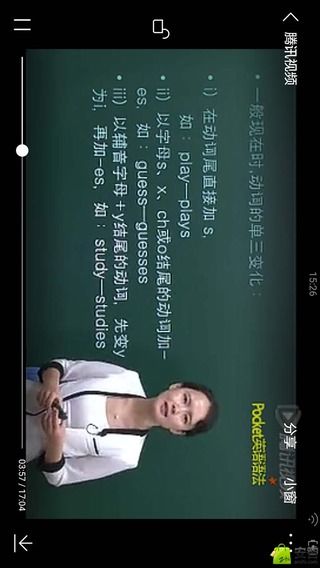 腾讯视频
15:26
分享
小窗
Pocket英语语法
• 一般现在时,动词的单三变化：
• i）在动词尾直接加 s,
如：play—plays
• ii）以字母s、x、ch或o结尾的动词加-
es, 如：guess—guesses
• iii）以辅音字母＋y结尾的动词, 先变y
为i, 再加-es, 如：study—studies
03:57 / 17:04